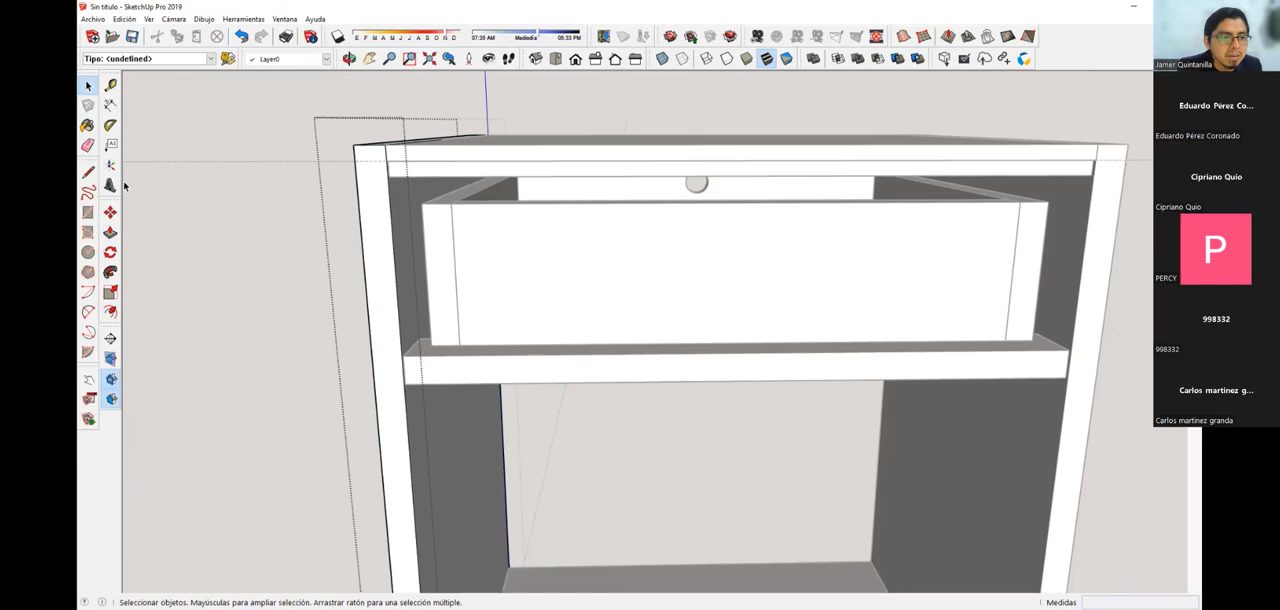 Sin título - SketchUp Pro 2019
Archivo Edición Ver Cámara Dibujo Herramientas Ventana Ayuda
E F M A M J J A S O N D 07:35 AM Mediodía 05:33 PM
Tipo: <undefined>
Layer0
A1
Jamer Quintanilla
Eduardo Pérez Co...
Eduardo Pérez Coronado
Cipriano Quio
Cipriano Quio
P
PERCY
998332
998332
Carlos martinez g...
Carlos martinez granda
Seleccionar objetos. Mayúsculas para ampliar selección. Arrastrar ratón para una selección múltiple.
Medidas